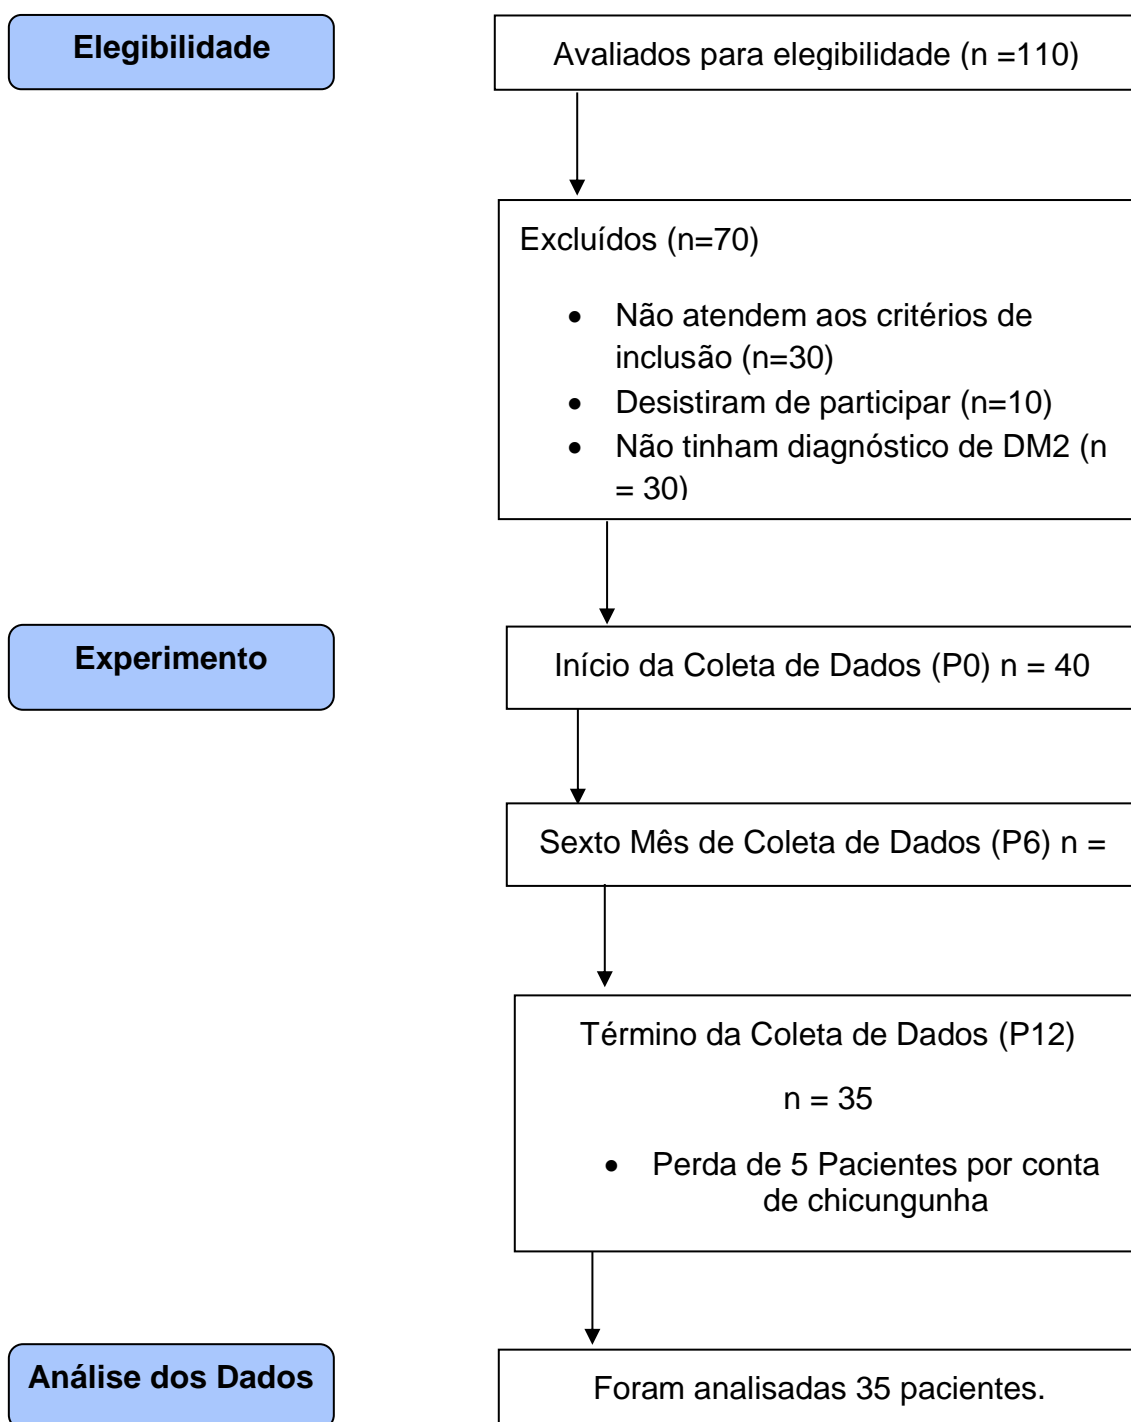 Elegibilidade
Avaliados para elegibilidade (n =110)
Excluídos (n=70)
• Não atendem aos critérios de
inclusão (n=30)
• Desistiram de participar (n=10)
• Não tinham diagnóstico de DM2 (n
= 30)
Experimento
Início da Coleta de Dados (P0) n = 40
Sexto Mês de Coleta de Dados (P6) n =
Término da Coleta de Dados (P12)
n = 35
• Perda de 5 Pacientes por conta
de chicungunha
Análise dos Dados
Foram analisadas 35 pacientes.